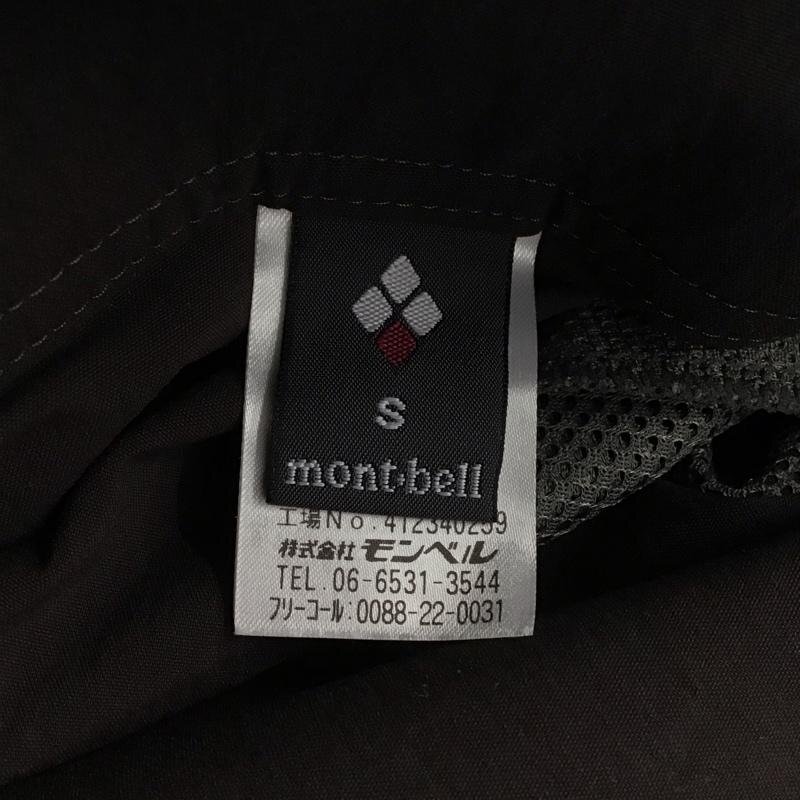 S
mont·bell
工場No.412340259
株式会社 モンベル
TEL.06-6531-3544
フリーコール:0088-22-0031